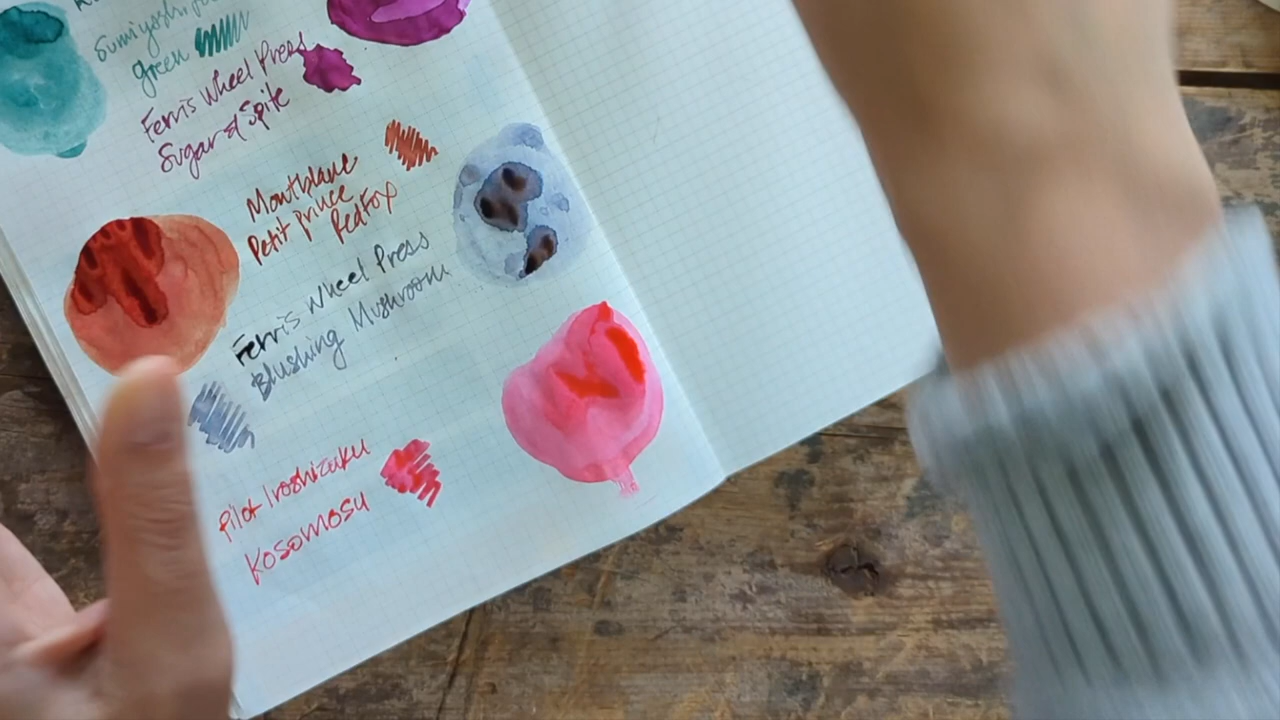 Sumiyoshi
green
Ferris Wheel Press
Sugar & Spite
Montblanc
Petit prince
Red Fox
Ferris Wheel Press
Blushing Mushroom
Pilot Iroshizuku
Kosomosu